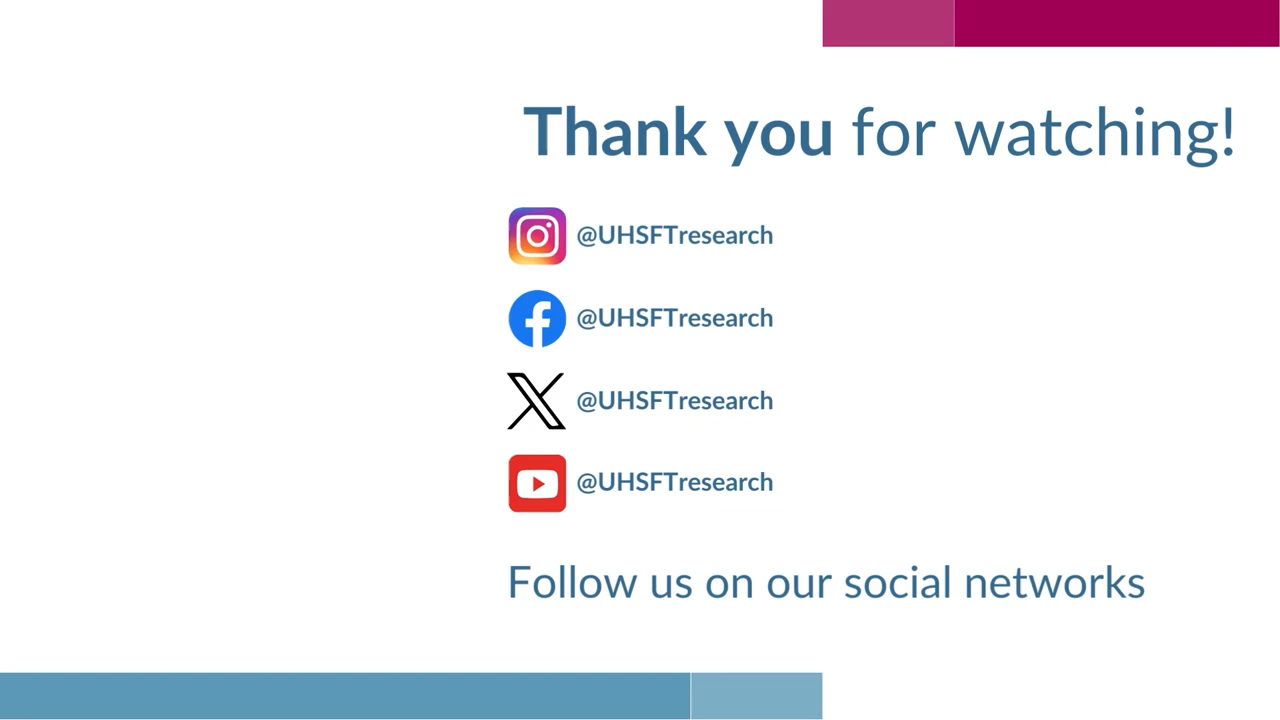 Thank you for watching!
@UHSFTresearch
@UHSFTresearch
@UHSFTresearch
@UHSFTresearch
Follow us on our social networks